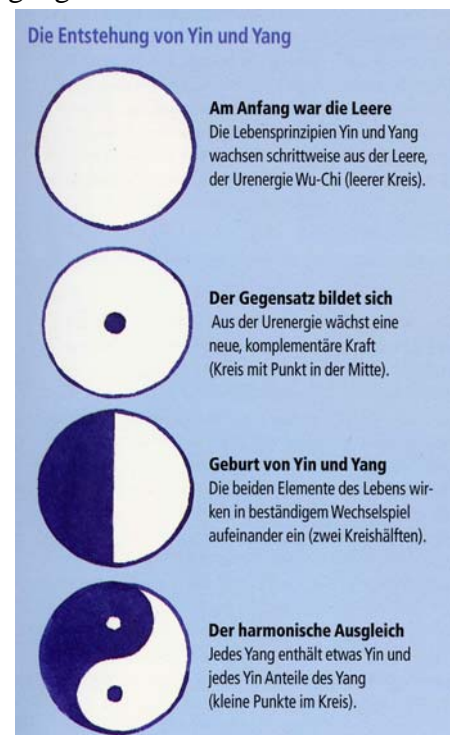 Die Entstehung von Yin und Yang
Am Anfang war die Leere
Die Lebensprinzipien Yin und Yang
wachsen schrittweise aus der Leere,
der Urenergie Wu-Chi (leerer Kreis).
Der Gegensatz bildet sich
Aus der Urenergie wächst eine
neue, komplementäre Kraft
(Kreis mit Punkt in der Mitte).
Geburt von Yin und Yang
Die beiden Elemente des Lebens wir-
ken in beständigem Wechselspiel
aufeinander ein (zwei Kreishälften).
Der harmonische Ausgleich
Jedes Yang enthält etwas Yin und
jedes Yin Anteile des Yang
(kleine Punkte im Kreis).